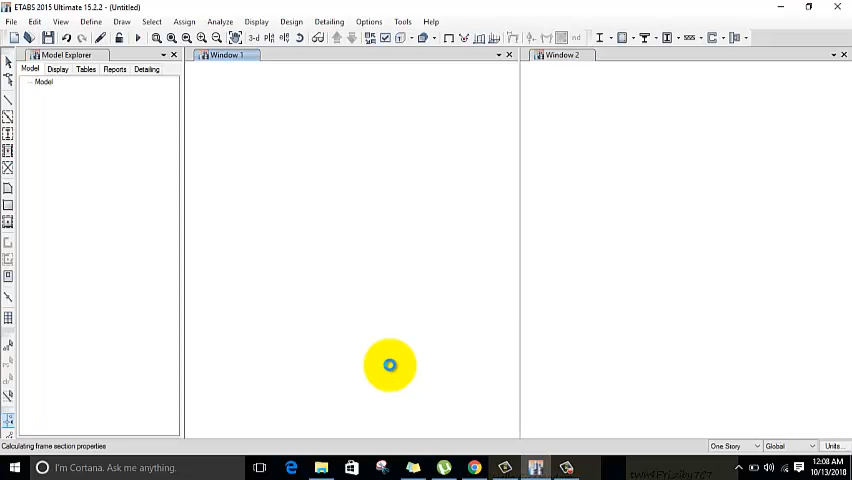 ETABS 2015 Ultimate 15.2.2 - (Untitled)
File Edit View Define Draw Select Assign Analyze Display Design Detailing Options Tools Help
3-d
nd
Model Explorer
Window 1
Window 2
Model Display Tables Reports Detailing
Model
Calculating frame section properties
One Story
Global
Units...
I'm Cortana. Ask me anything.
12:08 AM
10/13/2018